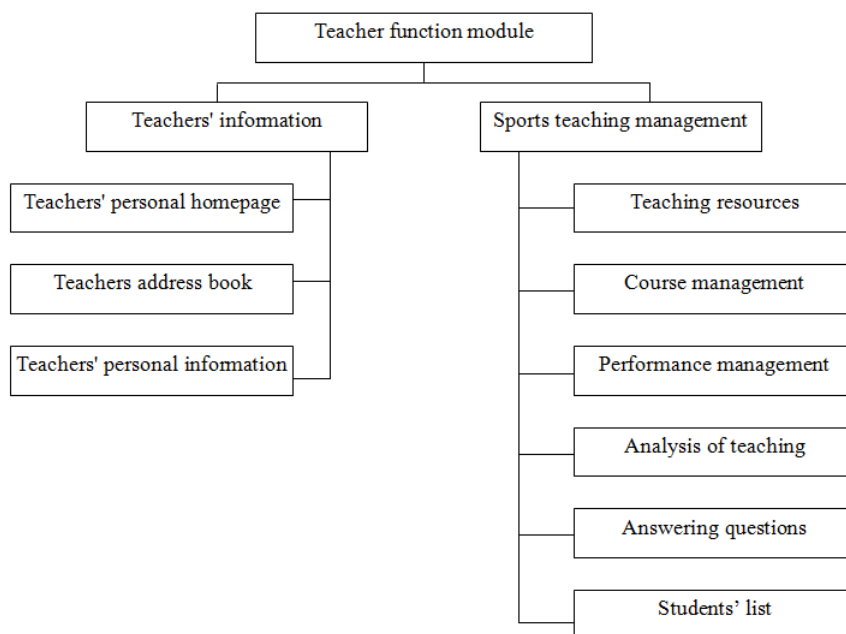 Teacher function module
Teachers' information
Sports teaching management
Teachers' personal homepage
Teachers address book
Teachers' personal information
Teaching resources
Course management
Performance management
Analysis of teaching
Answering questions
Students’ list